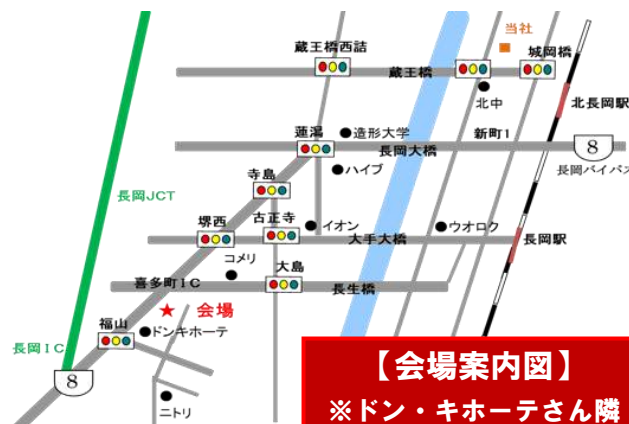 当社
蔵王橋西詰
城岡橋
蔵王橋
北中
北長岡駅
蓮潟
造形大学
新町1
長岡大橋
8
長岡バイパス
ハイブ
寺島
長岡JCT
堺西
古正寺
イオン
ウオロク
大手大橋
長岡駅
コメリ
大島
喜多町IC
長生橋
★ 会場
福山
ドンキホーテ
長岡IC
8
ニトリ
【会場案内図】
※ドン・キホーテさん隣